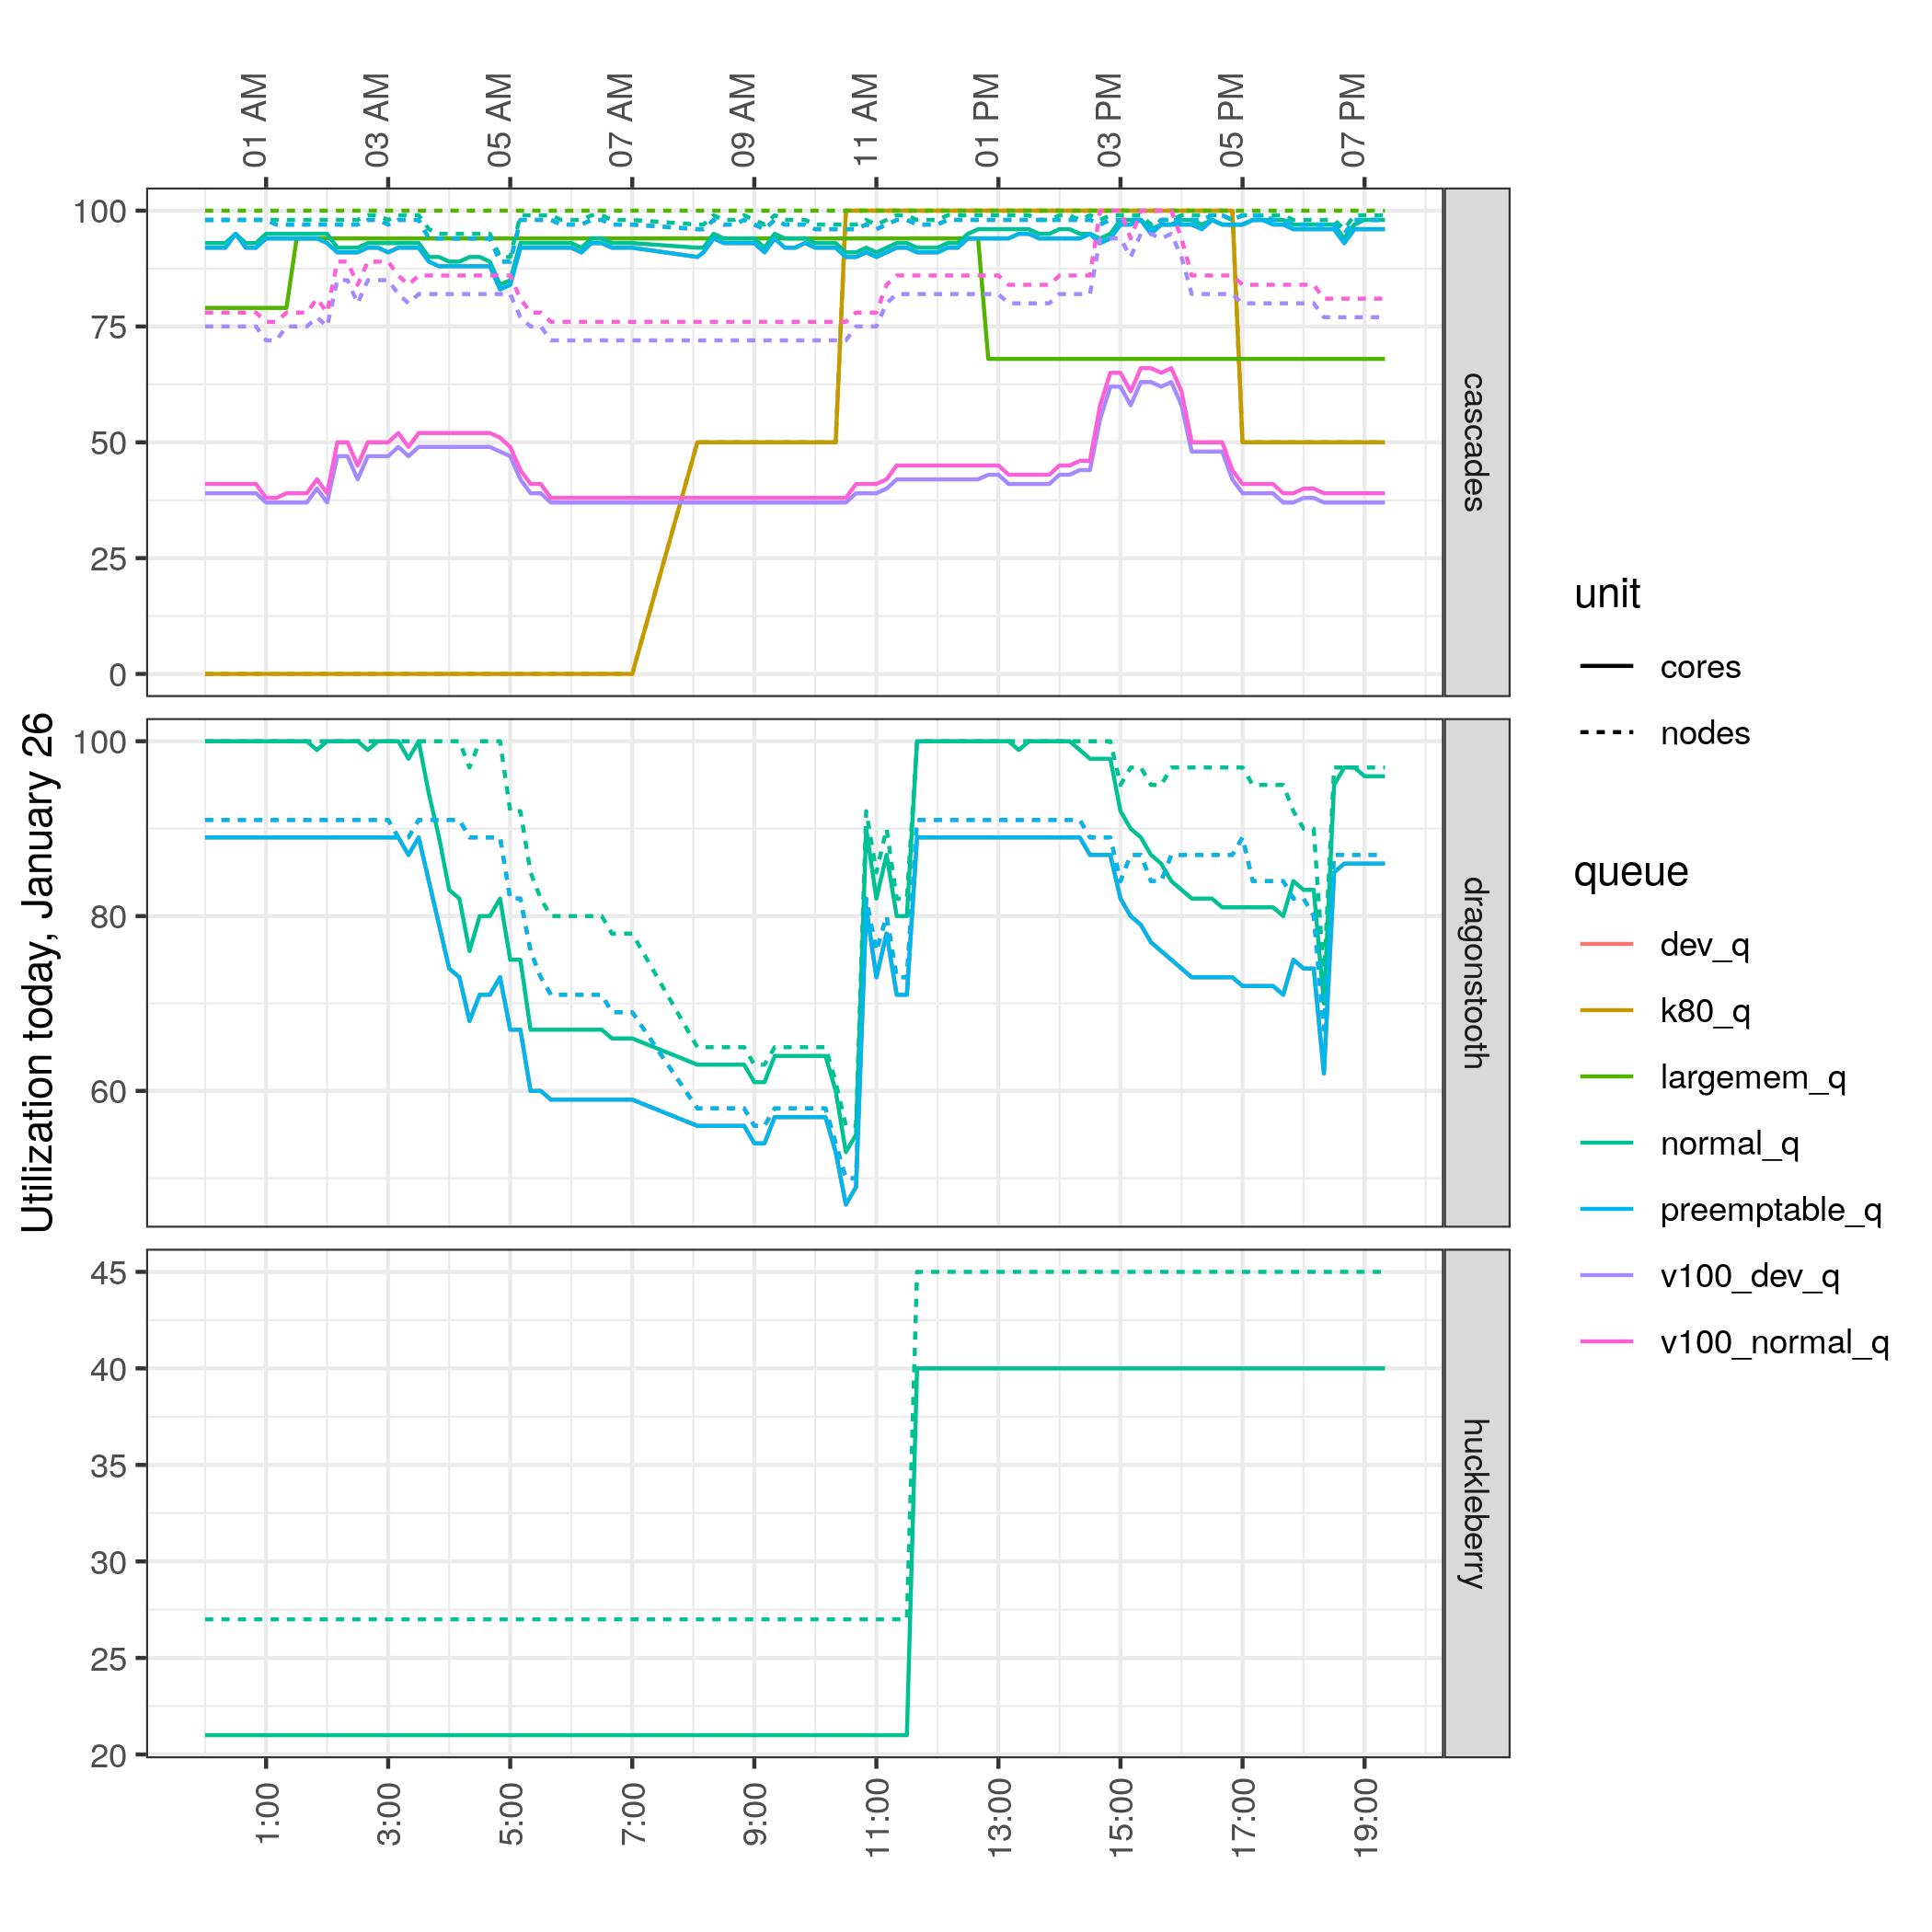 01 AM
03 AM
05 AM
07 AM
09 AM
11 AM
01 PM
03 PM
05 PM
07 PM
Utilization today, January 26
100
75
50
25
0
cascades
100
80
60
dragonstooth
45
40
35
30
25
20
huckleberry
1:00
3:00
5:00
7:00
9:00
11:00
13:00
15:00
17:00
19:00
unit
cores
nodes
queue
dev_q
k80_q
largemem_q
normal_q
preemptable_q
v100_dev_q
v100_normal_q